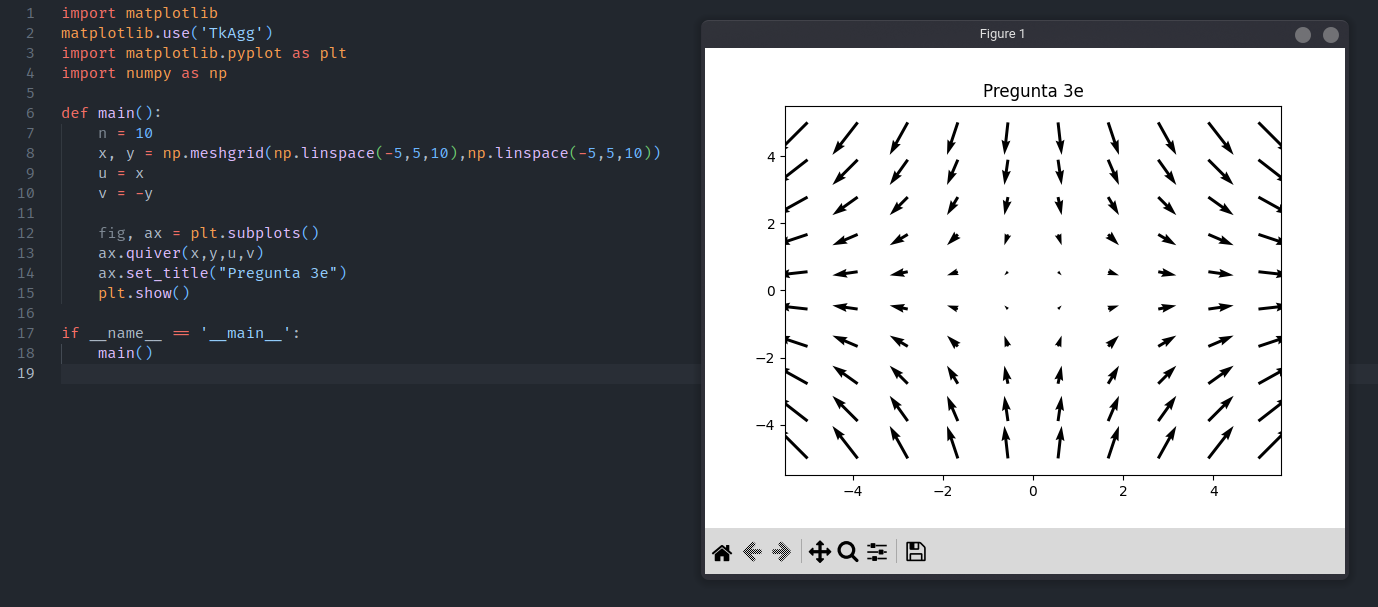 1 import matplotlib
2 matplotlib.use('TkAgg')
3 import matplotlib.pyplot as plt
4 import numpy as np
5
6 def main():
7     n = 10
8     x, y = np.meshgrid(np.linspace(-5,5,10),np.linspace(-5,5,10))
9     u = x
10     v = -y
11
12     fig, ax = plt.subplots()
13     ax.quiver(x,y,u,v)
14     ax.set_title("Pregunta 3e")
15     plt.show()
16
17 if __name__ == '__main__':
18     main()
19
Figure 1
Pregunta 3e
4
2
0
−2
−4
−4 −2 0 2 4